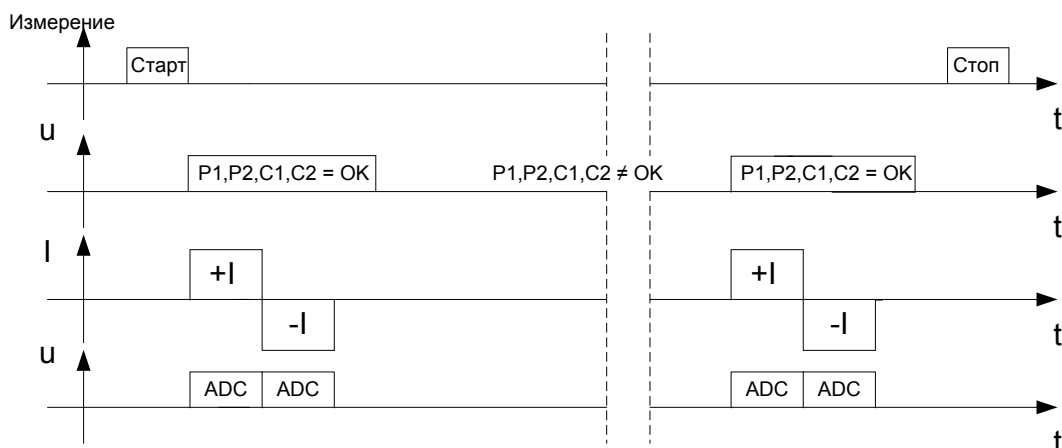 Измерение
Старт
Стоп
t
u
P1,P2,C1,C2 = OK
P1,P2,C1,C2 ≠ OK
P1,P2,C1,C2 = OK
t
I
+I
-I
+I
-I
t
u
ADC
ADC
ADC
ADC
t